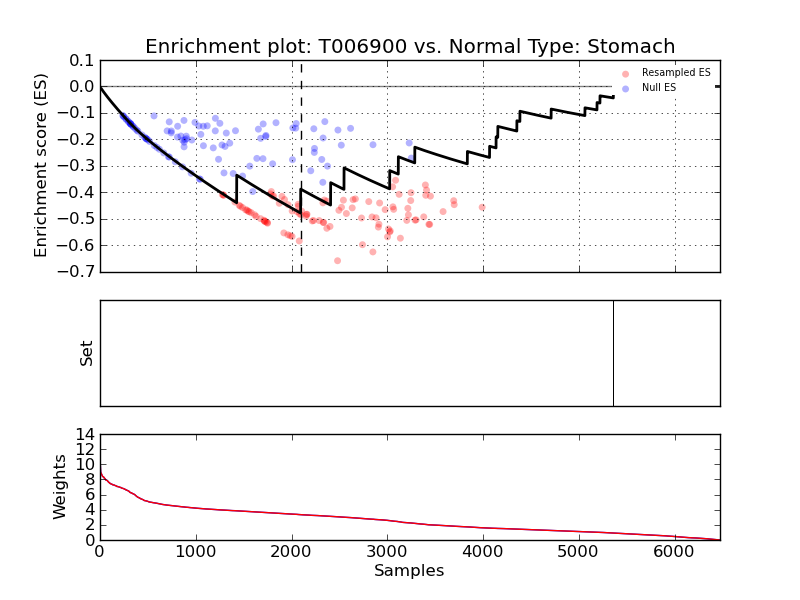 Enrichment plot: T006900 vs. Normal Type: Stomach
Enrichment score (ES)
0.1
0.0
−0.1
−0.2
−0.3
−0.4
−0.5
−0.6
−0.7
Resampled ES
Null ES
Set
Weights
14
12
10
8
6
4
2
0
0 1000 2000 3000 4000 5000 6000
Samples